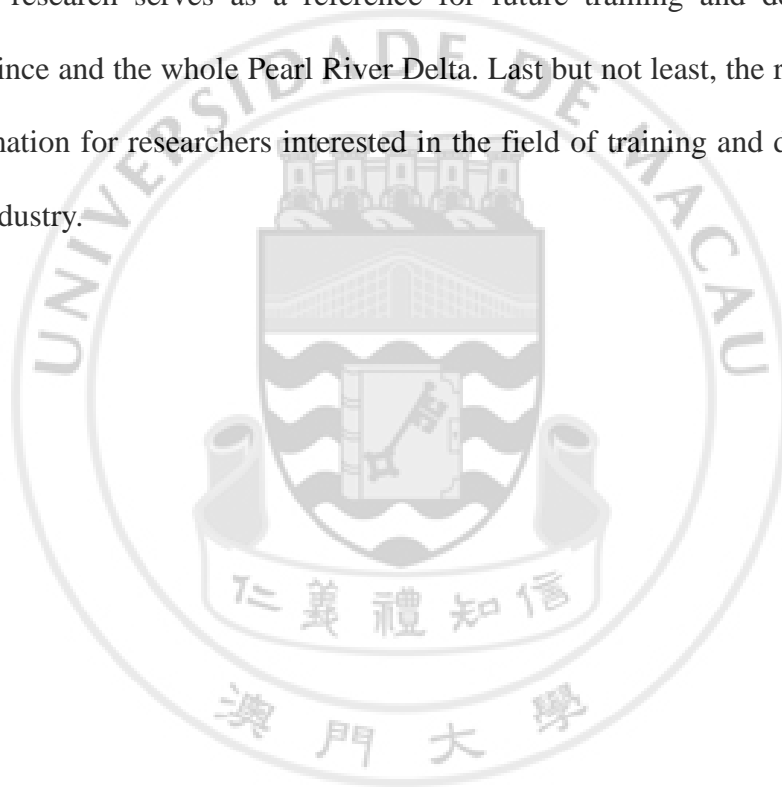 research serves as a reference for future training and de
ince and the whole Pearl River Delta. Last but not least, the r
nation for researchers interested in the field of training and d
dustry.
UNIVERSIDADE DE MACAU
仁義禮知信
澳門大學